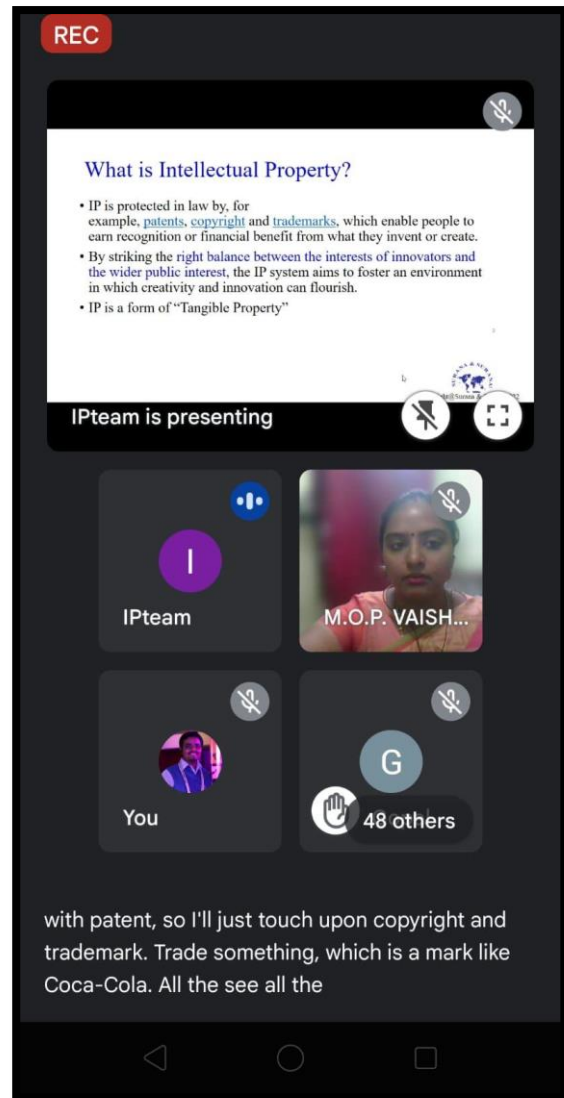 REC
What is Intellectual Property?
• IP is protected in law by, for
example, patents, copyright and trademarks, which enable people to
earn recognition or financial benefit from what they invent or create.
• By striking the right balance between the interests of innovators and
the wider public interest, the IP system aims to foster an environment
in which creativity and innovation can flourish.
• IP is a form of “Tangible Property”
SURANA & SURANA
IPteam is presenting
I
IPteam
M.O.P. VAISH...
You
G
48 others
with patent, so I'll just touch upon copyright and
trademark. Trade something, which is a mark like
Coca-Cola. All the see all the